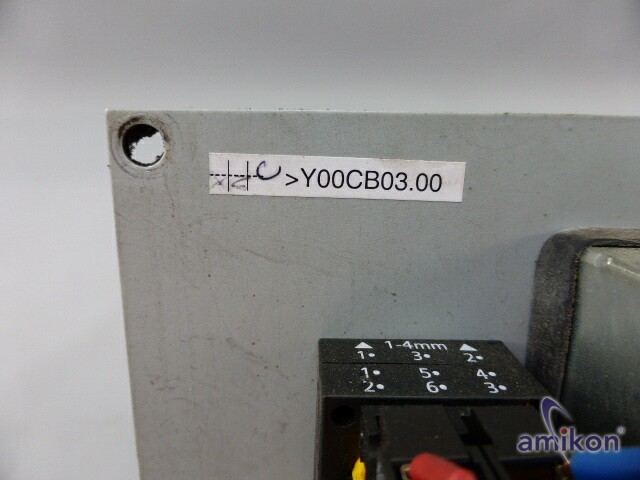 >Y00CB03.00
▲ 1-4mm ▲
1• 3• 2•
1• 5• 4•
2• 6• 3•
amikon®